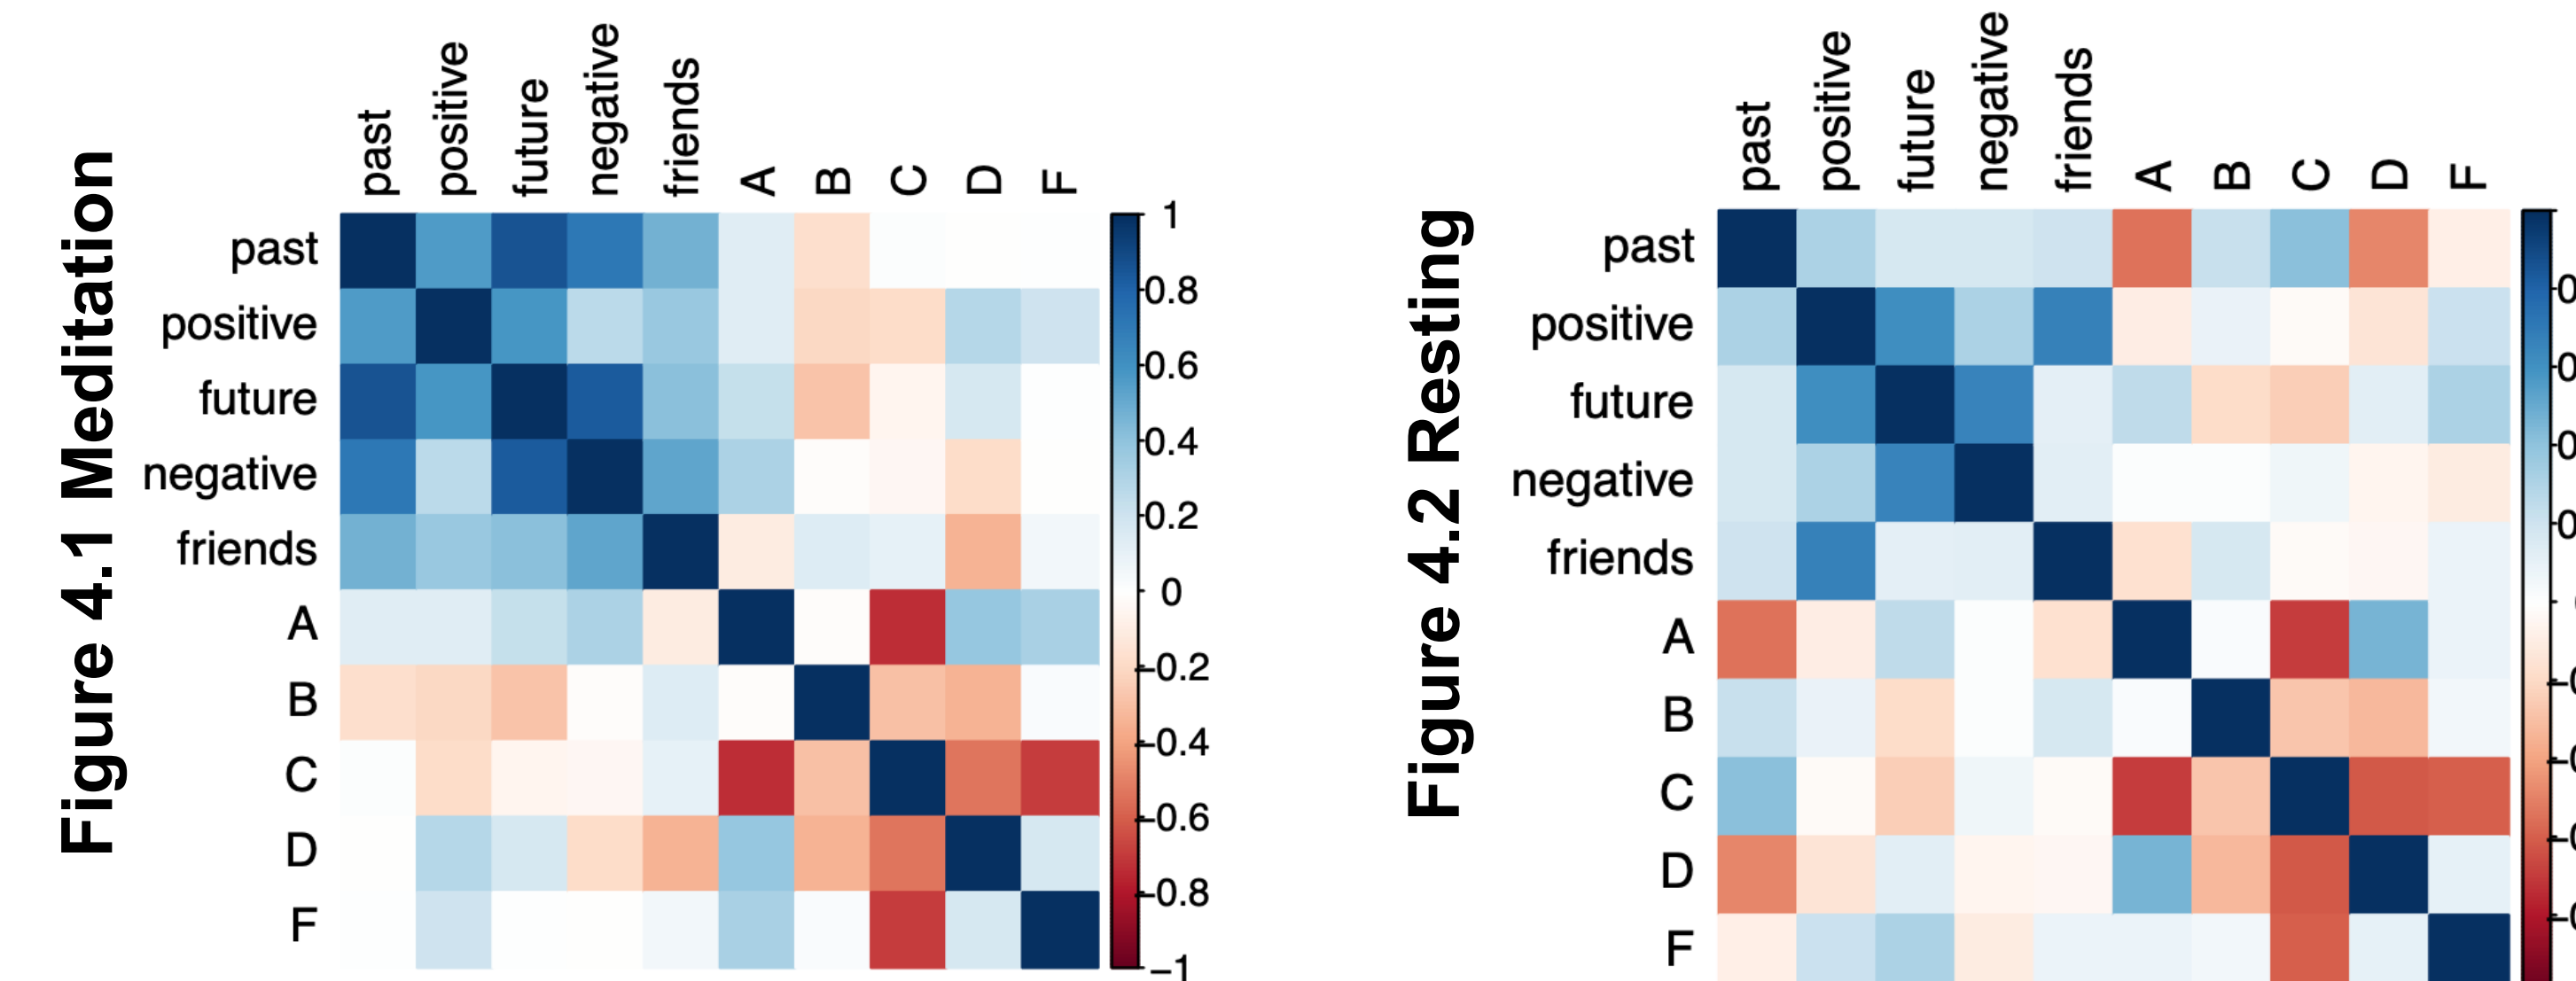 Figure 4.1 Meditation
past
positive
future
negative
friends
A
B
C
D
F
past
positive
future
negative
friends
A
B
C
D
F
1
0.8
0.6
0.4
0.2
0
-0.2
-0.4
-0.6
-0.8
-1
Figure 4.2 Resting
past
positive
future
negative
friends
A
B
C
D
F
past
positive
future
negative
friends
A
B
C
D
F